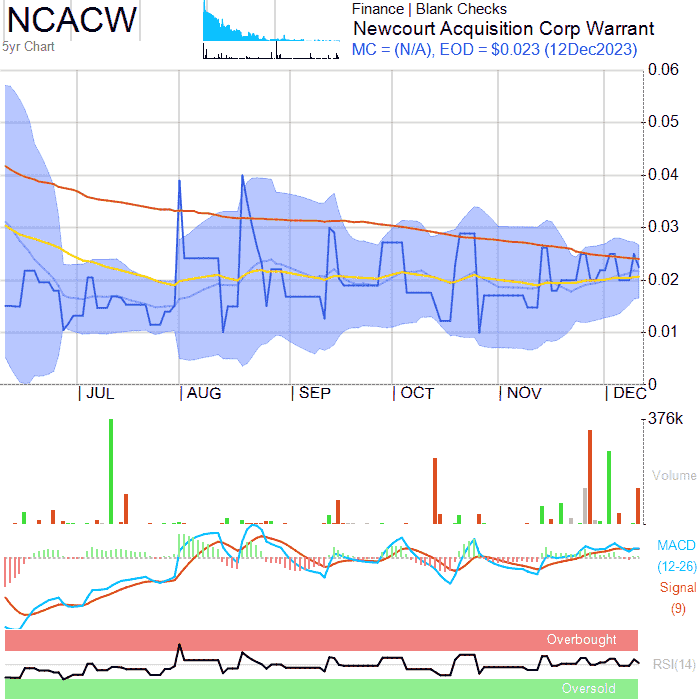 NCACW
5yr Chart
Finance | Blank Checks
Newcourt Acquisition Corp Warrant
MC = (N/A), EOD = $0.023 (12Dec2023)
0.06
0.05
0.04
0.03
0.02
0.01
0
JUL AUG SEP OCT NOV DEC
376k
Volume
MACD
(12-26)
Signal
(9)
Overbought
RSI(14)
Oversold